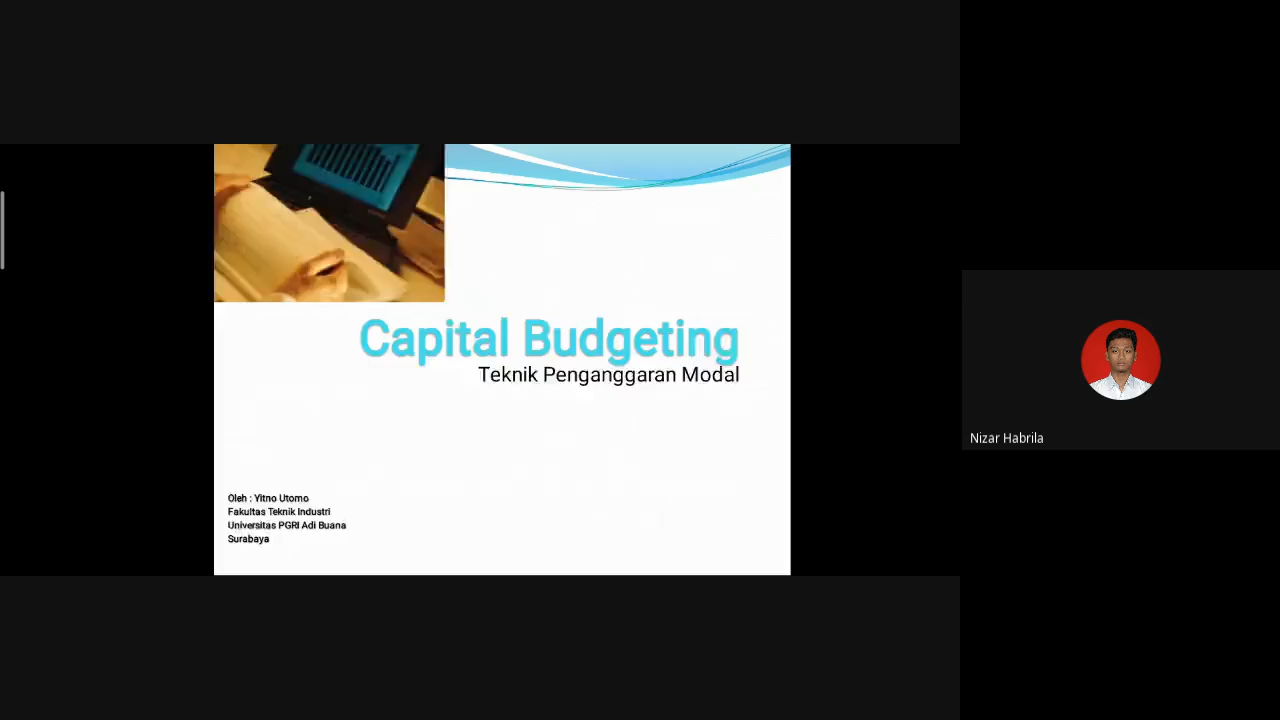 Capital Budgeting
Teknik Penganggaran Modal
Oleh : Yitno Utomo
Fakultas Teknik Industri
Universitas PGRI Adi Buana
Surabaya
Nizar Habrila